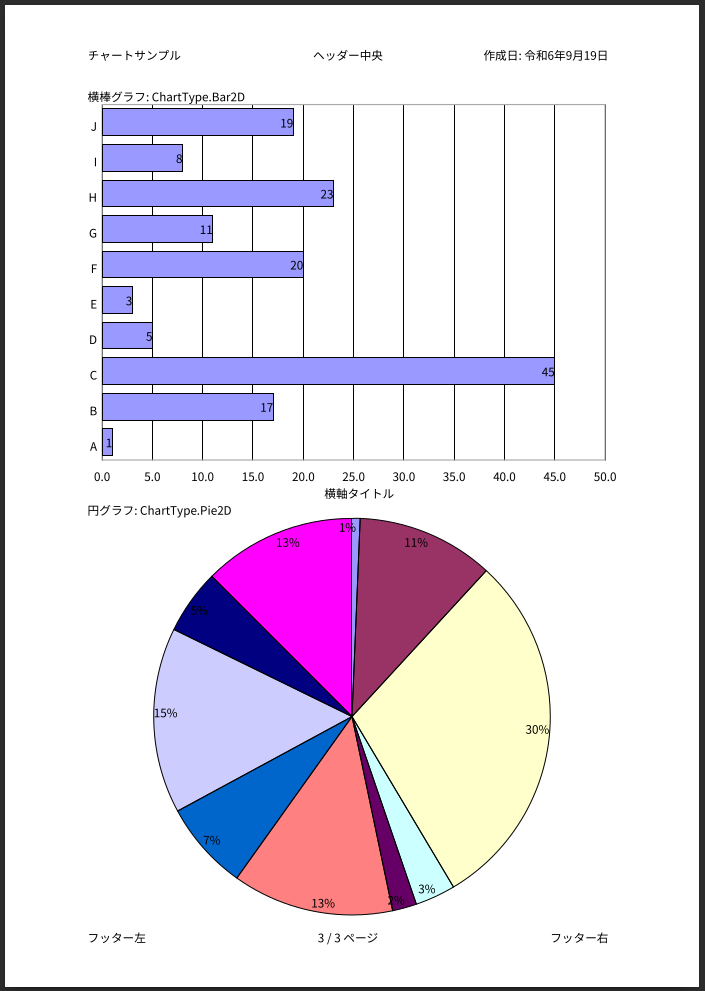 チャートサンプル ヘッダー中央 作成日: 令和6年9月19日
横棒グラフ: ChartType.Bar2D
J 19
I 8
H 23
G 11
F 20
E 3
D 5
C 45
B 17
A 1
0.0 5.0 10.0 15.0 20.0 25.0 30.0 35.0 40.0 45.0 50.0
横軸タイトル
円グラフ: ChartType.Pie2D
1%
13% 11%
5%
15%
30%
7%
3%
2%
13%
フッター左 3 / 3 ページ フッター右